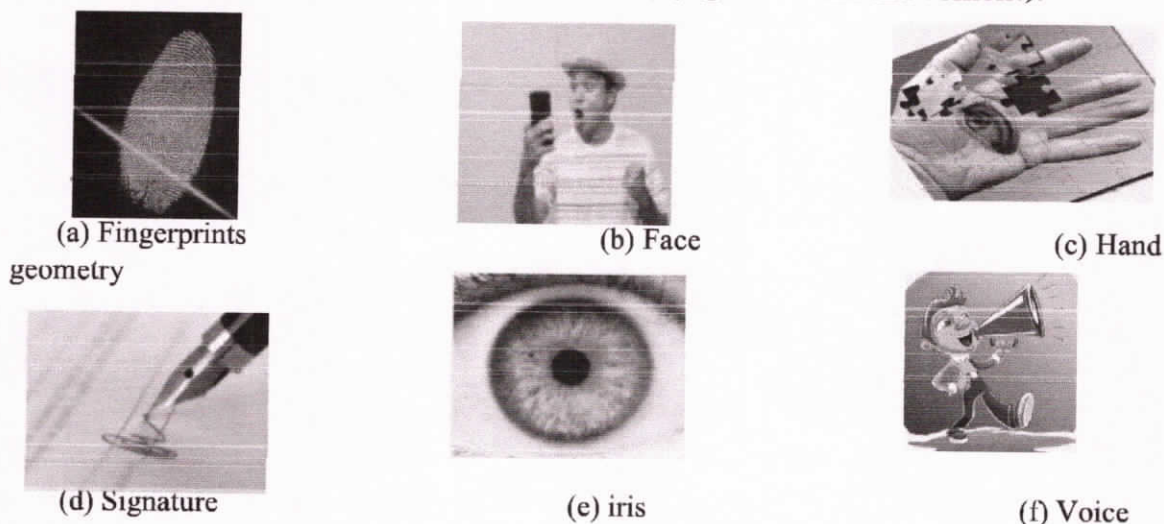 (a) Fingerprints (b) Face (c) Hand
geometry
(d) Signature (e) iris (f) Voice